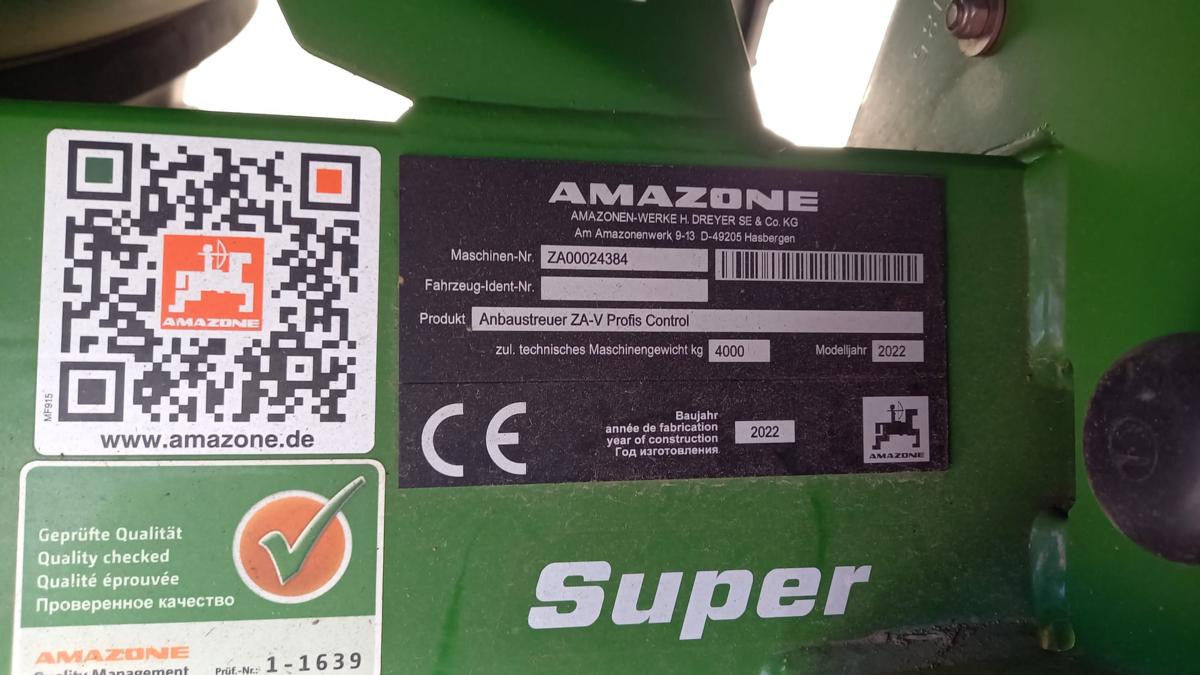 AMAZONE
MF915
www.amazone.de
Geprüfte Qualität
Quality checked
Qualité éprouvée
Проверенное качество
AMAZONE
Quality Management
Prüf.-Nr.: 1-1639
AMAZONE
AMAZONEN-WERKE H. DREYER SE & Co. KG
Am Amazonenwerk 9-13 D-49205 Hasbergen
Maschinen-Nr. ZA00024384
Fahrzeug-Ident-Nr.
Produkt Anbaustreuer ZA-V Profis Control
zul. technisches Maschinengewicht kg 4000 Modelljahr 2022
CE
Baujahr
année de fabrication
year of construction 2022
Год изготовления
AMAZONE
Super